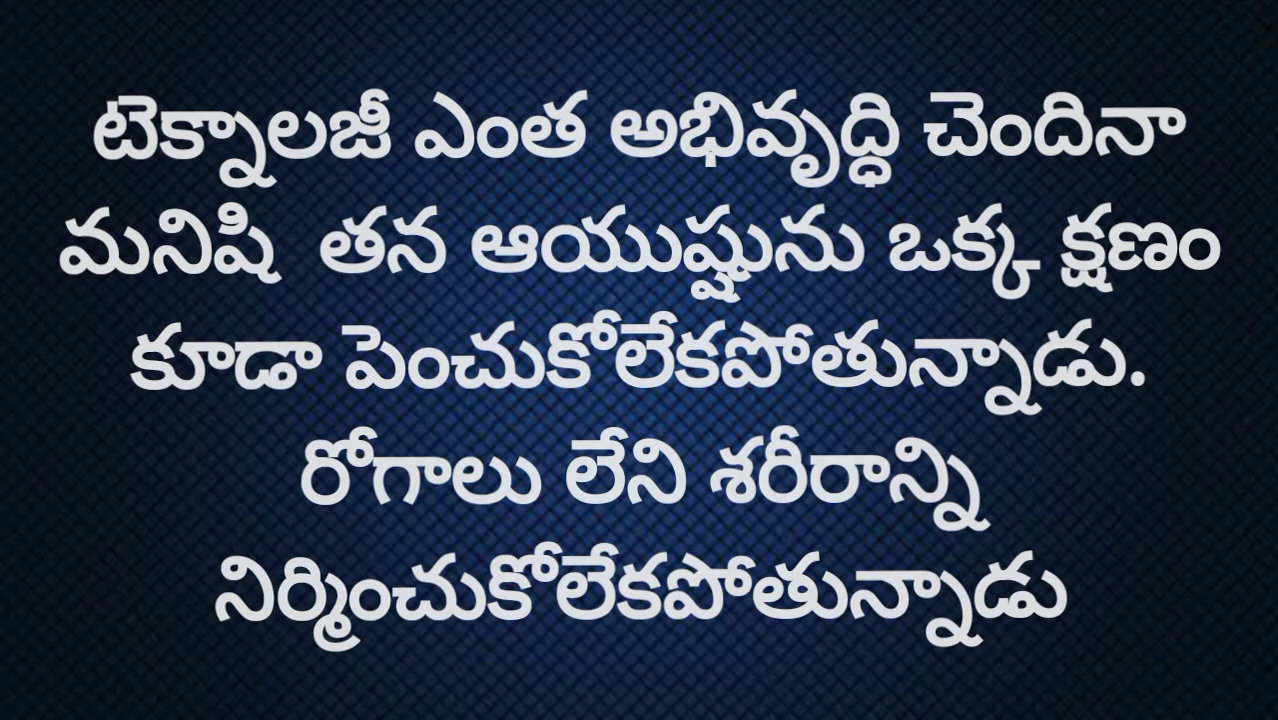 టెక్నాలజీ ఎంత అభివృద్ధి చెందినా
మనిషి తన ఆయుష్షును ఒక్క క్షణం
కూడా పెంచుకోలేకపోతున్నాడు.
రోగాలు లేని శరీరాన్ని
నిర్మించుకోలేకపోతున్నాడు